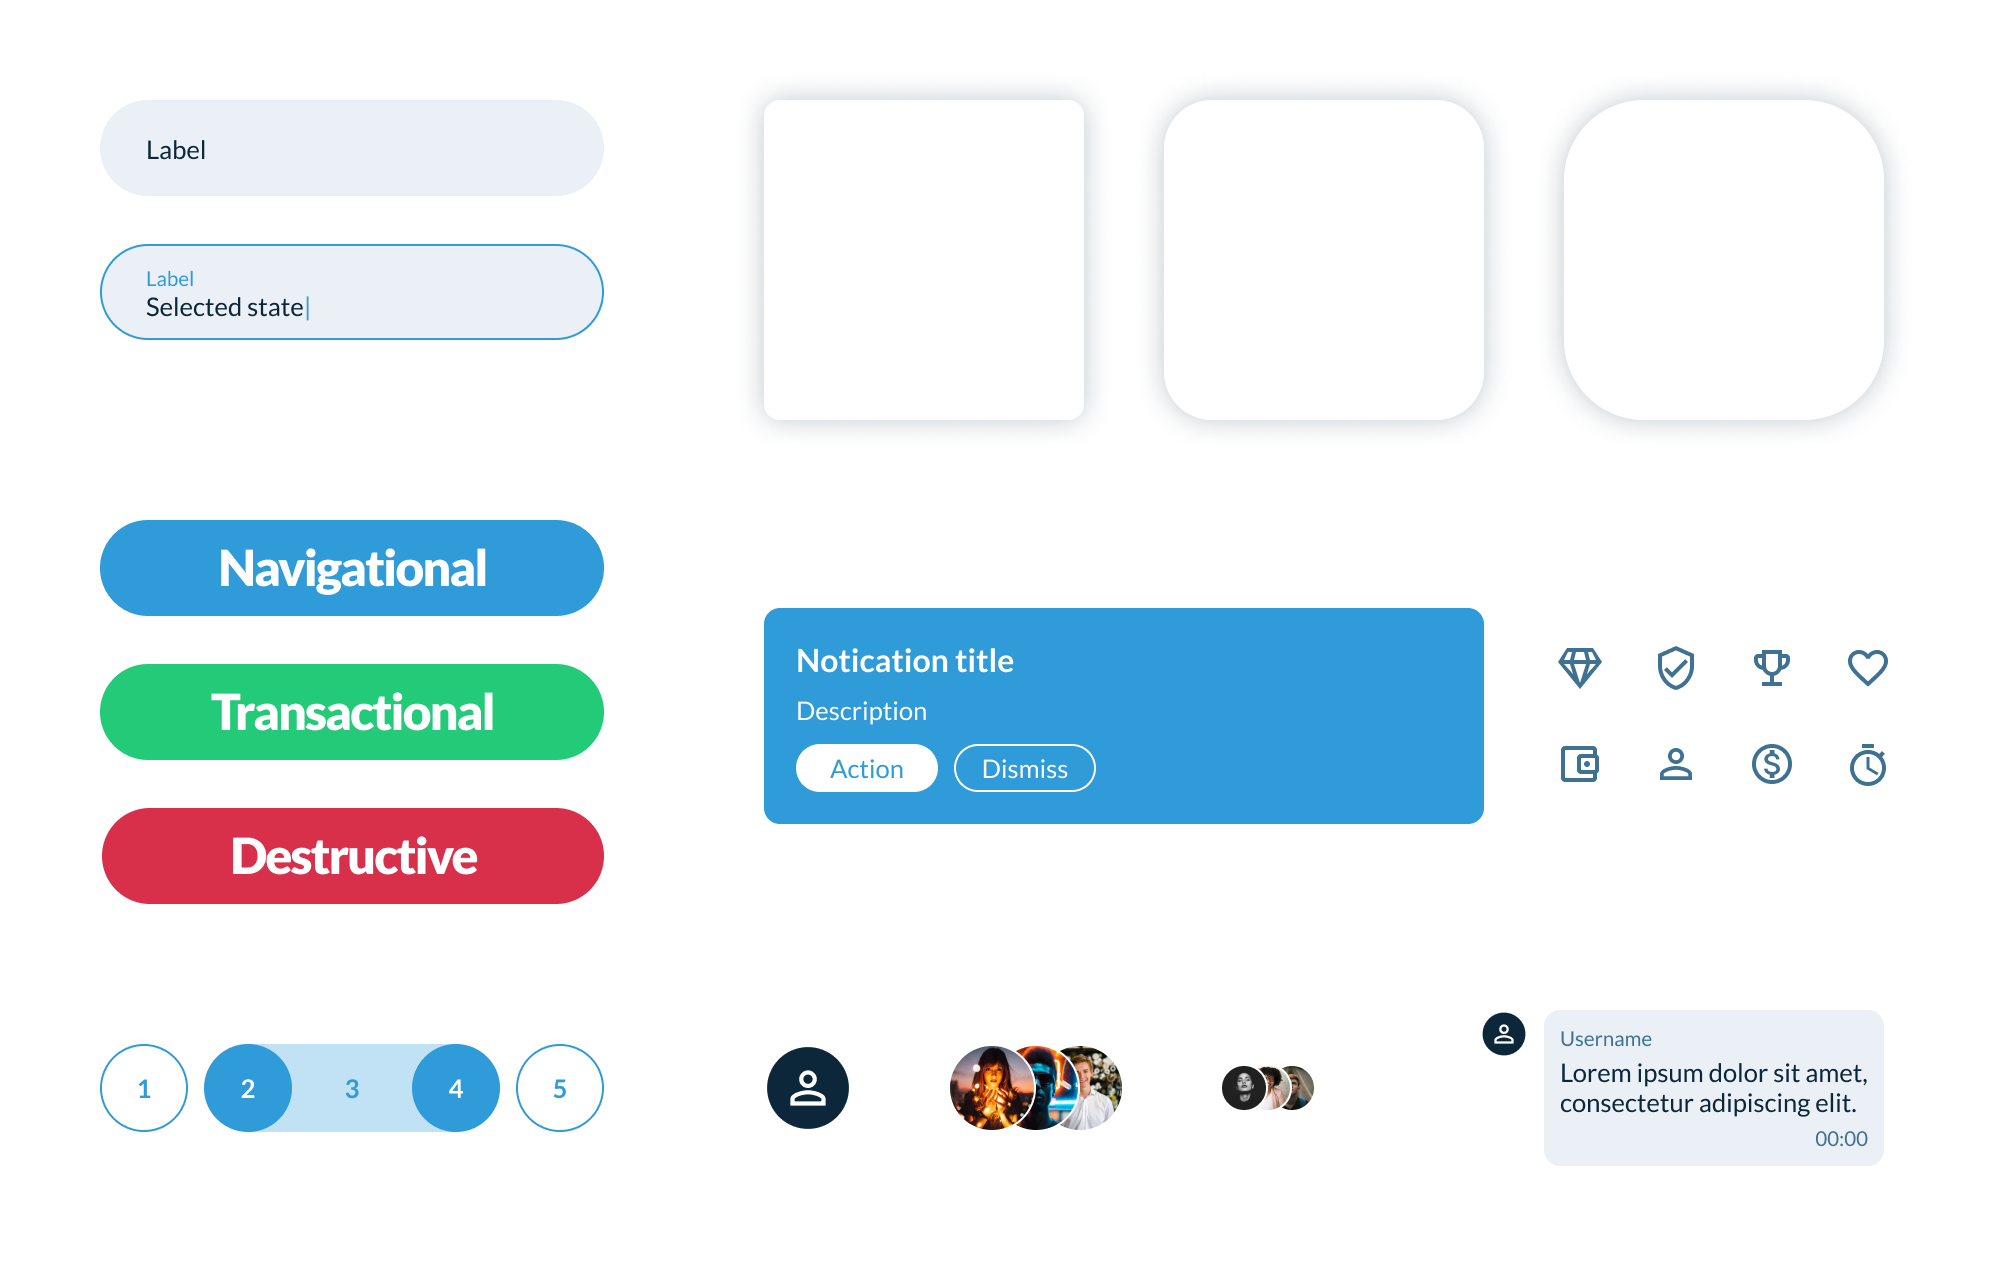 Label
Label
Selected state
Navigational
Transactional
Destructive
Notication title
Description
Action
Dismiss
1
2
3
4
5
Username
Lorem ipsum dolor sit amet,
consectetur adipiscing elit.
00:00